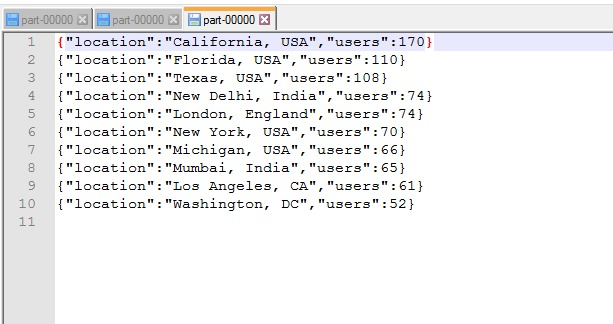 part-00000 part-00000 part-00000
1 {"location":"California, USA","users":170}
2 {"location":"Florida, USA","users":110}
3 {"location":"Texas, USA","users":108}
4 {"location":"New Delhi, India","users":74}
5 {"location":"London, England","users":74}
6 {"location":"New York, USA","users":70}
7 {"location":"Michigan, USA","users":66}
8 {"location":"Mumbai, India","users":65}
9 {"location":"Los Angeles, CA","users":61}
10 {"location":"Washington, DC","users":52}
11